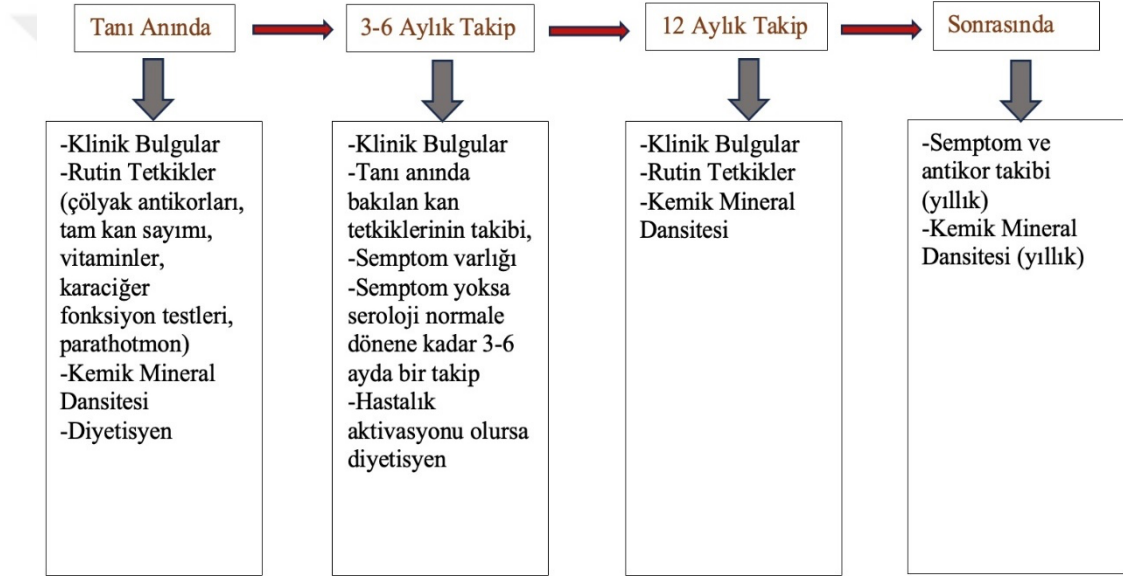 Tanı Anında
3-6 Aylık Takip
12 Aylık Takip
Sonrasında
-Klinik Bulgular
-Rutin Tetkikler
(çölyak antikorları,
tam kan sayımı,
vitaminler,
karaciğer
fonksiyon testleri,
parathotmon)
-Kemik Mineral
Dansitesi
-Diyetisyen
-Klinik Bulgular
-Tanı anında
bakılan kan
tetkiklerinin takibi,
-Semptom varlığı
-Semptom yoksa
seroloji normale
dönene kadar 3-6
ayda bir takip
-Hastalık
aktivasyonu olursa
diyetisyen
-Klinik Bulgular
-Rutin Tetkikler
-Kemik Mineral
Dansitesi
-Semptom ve
antikor takibi
(yıllık)
-Kemik Mineral
Dansitesi (yıllık)